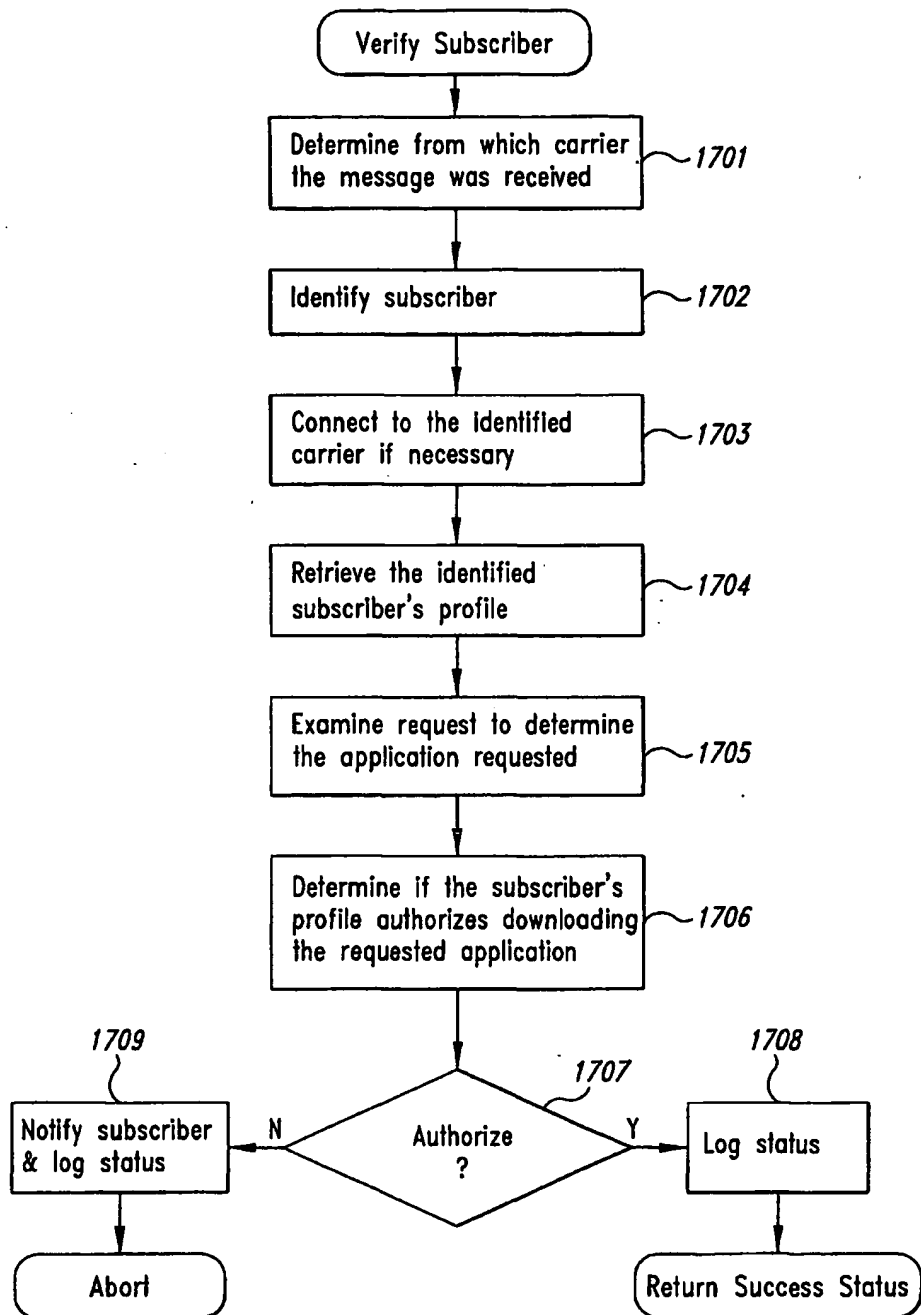 Verify Subscriber
Determine from which carrier
the message was received
1701
Identify subscriber
1702
Connect to the identified
carrier if necessary
1703
Retrieve the identified
subscriber's profile
1704
Examine request to determine
the application requested
1705
Determine if the subscriber's
profile authorizes downloading
the requested application
1706
1709
1707
1708
Notify subscriber
& log status
N
Authorize
?
Y
Log status
Abort
Return Success Status